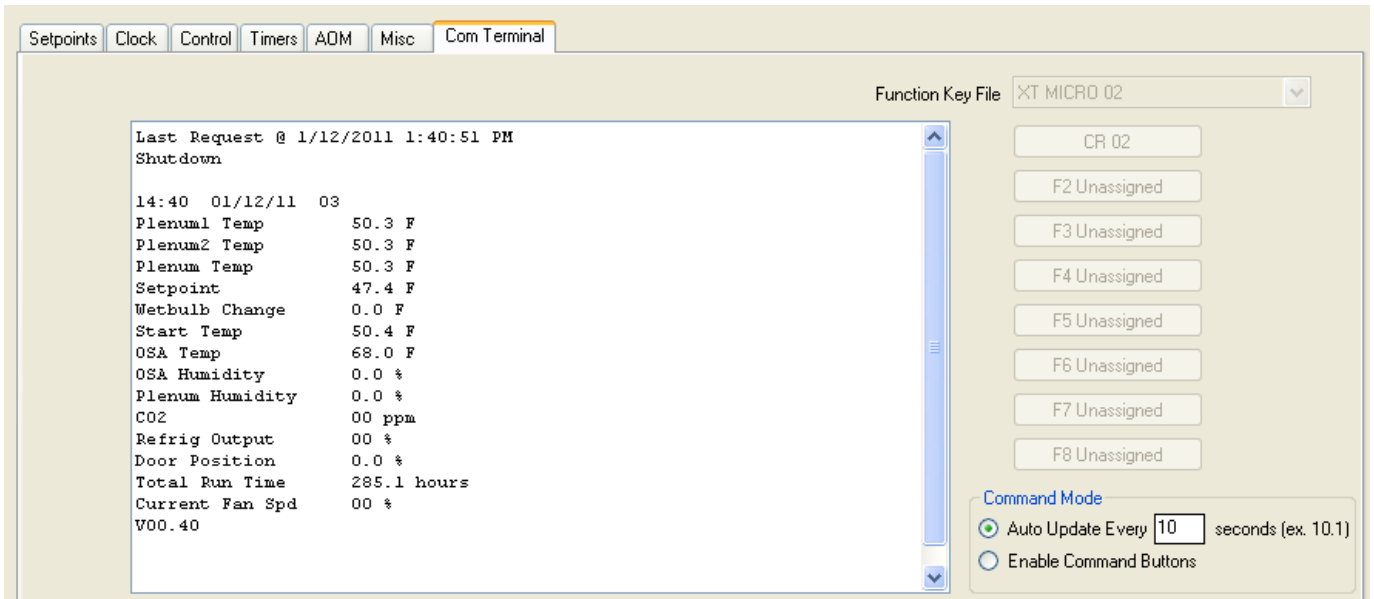 Setpoints Clock Control Timers AOM Misc Com Terminal
Function Key File XT MICRO 02
Last Request @ 1/12/2011 1:40:51 PM
Shutdown
14:40 01/12/11 03
Plenum1 Temp 50.3 F
Plenum2 Temp 50.3 F
Plenum Temp 50.3 F
Setpoint 47.4 F
Wetbulb Change 0.0 F
Start Temp 50.4 F
OSA Temp 68.0 F
OSA Humidity 0.0 %
Plenum Humidity 0.0 %
CO2 00 ppm
Refrig Output 00 %
Door Position 0.0 %
Total Run Time 285.1 hours
Current Fan Spd 00 %
V00.40
CR 02
F2 Unassigned
F3 Unassigned
F4 Unassigned
F5 Unassigned
F6 Unassigned
F7 Unassigned
F8 Unassigned
Command Mode
Auto Update Every 10 seconds (ex. 10.1)
Enable Command Buttons